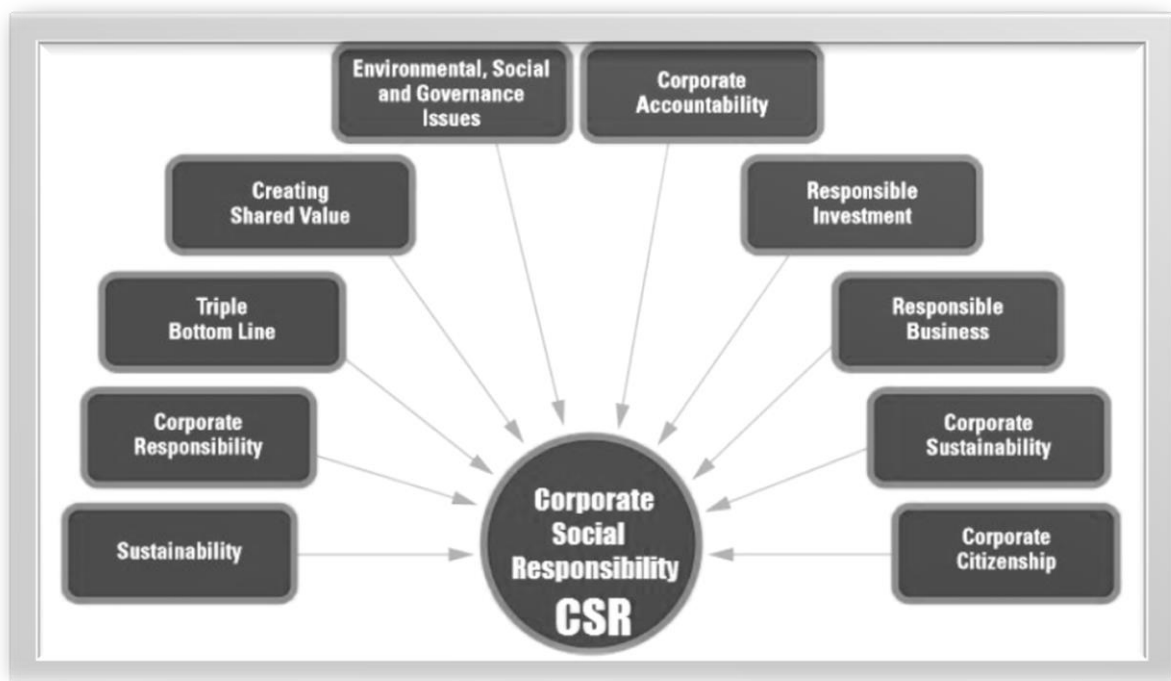 Environmental, Social
and Governance
Issues
Corporate
Accountability
Creating
Shared Value
Responsible
Investment
Triple
Bottom Line
Responsible
Business
Corporate
Responsibility
Corporate
Sustainability
Sustainability
Corporate
Citizenship
Corporate
Social
Responsibility
CSR